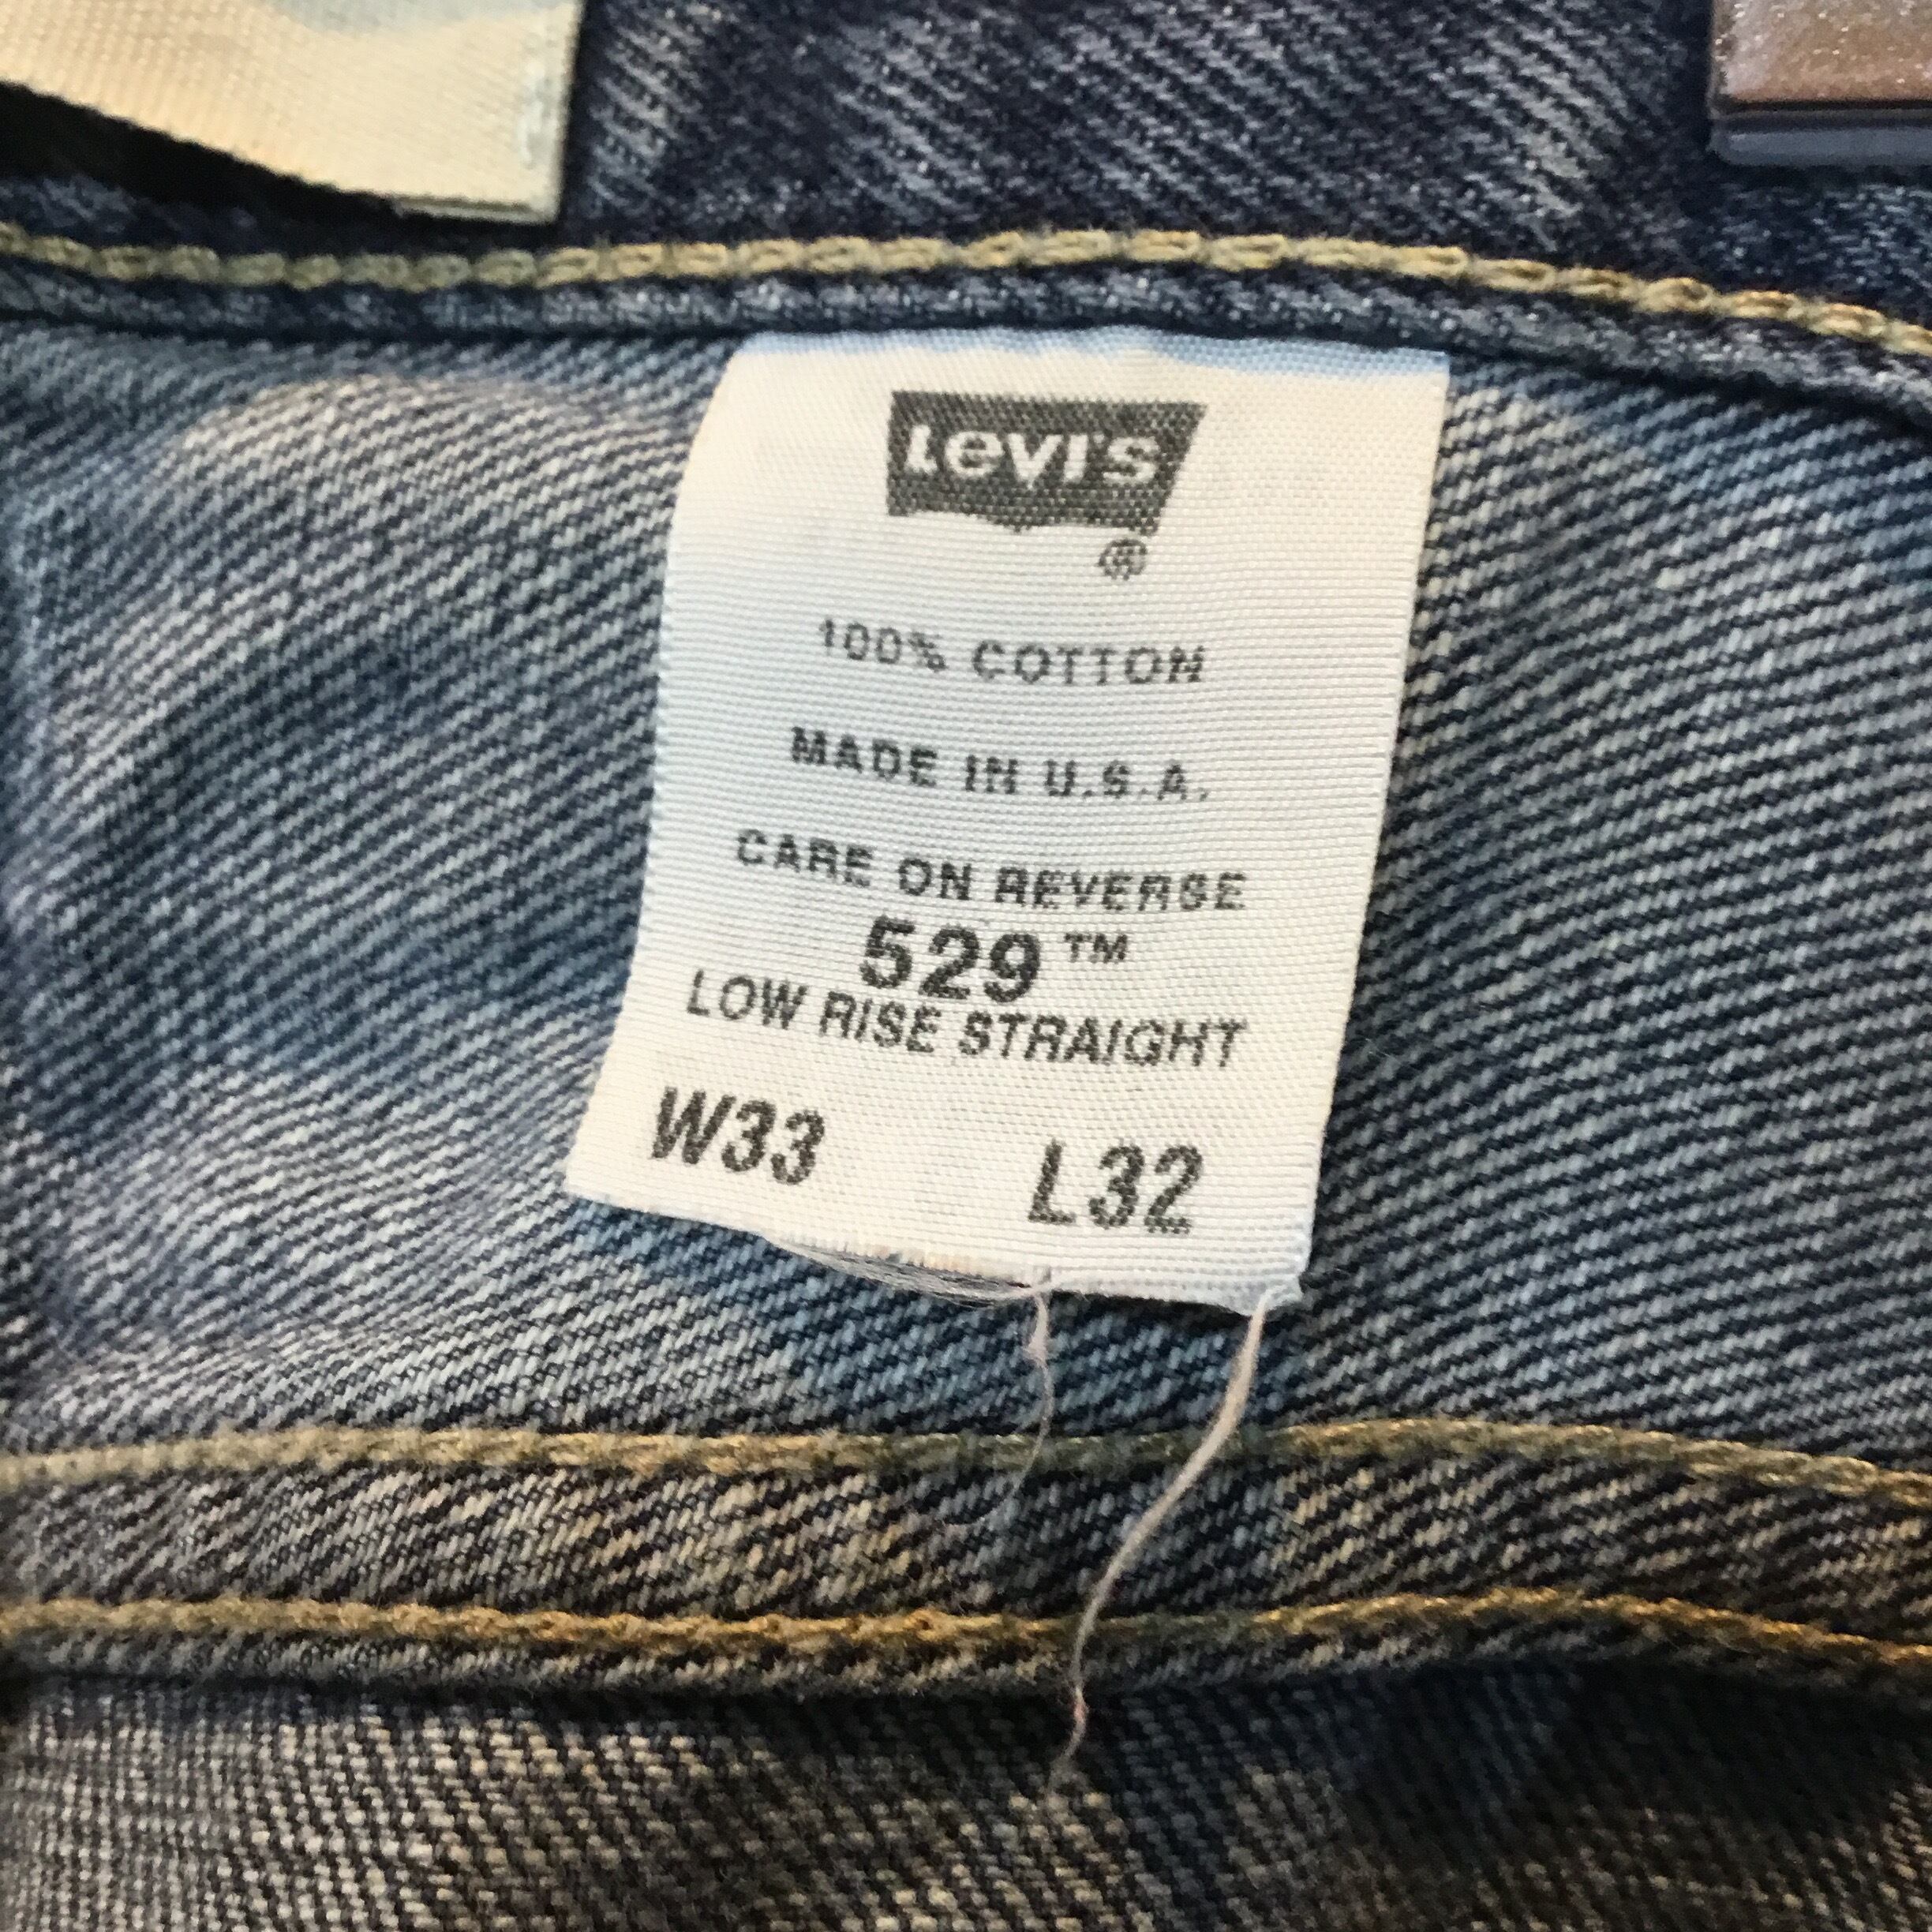 Levi's
®
100% COTTON
MADE IN U.S.A.
CARE ON REVERSE
529™
LOW RISE STRAIGHT
W33 L32